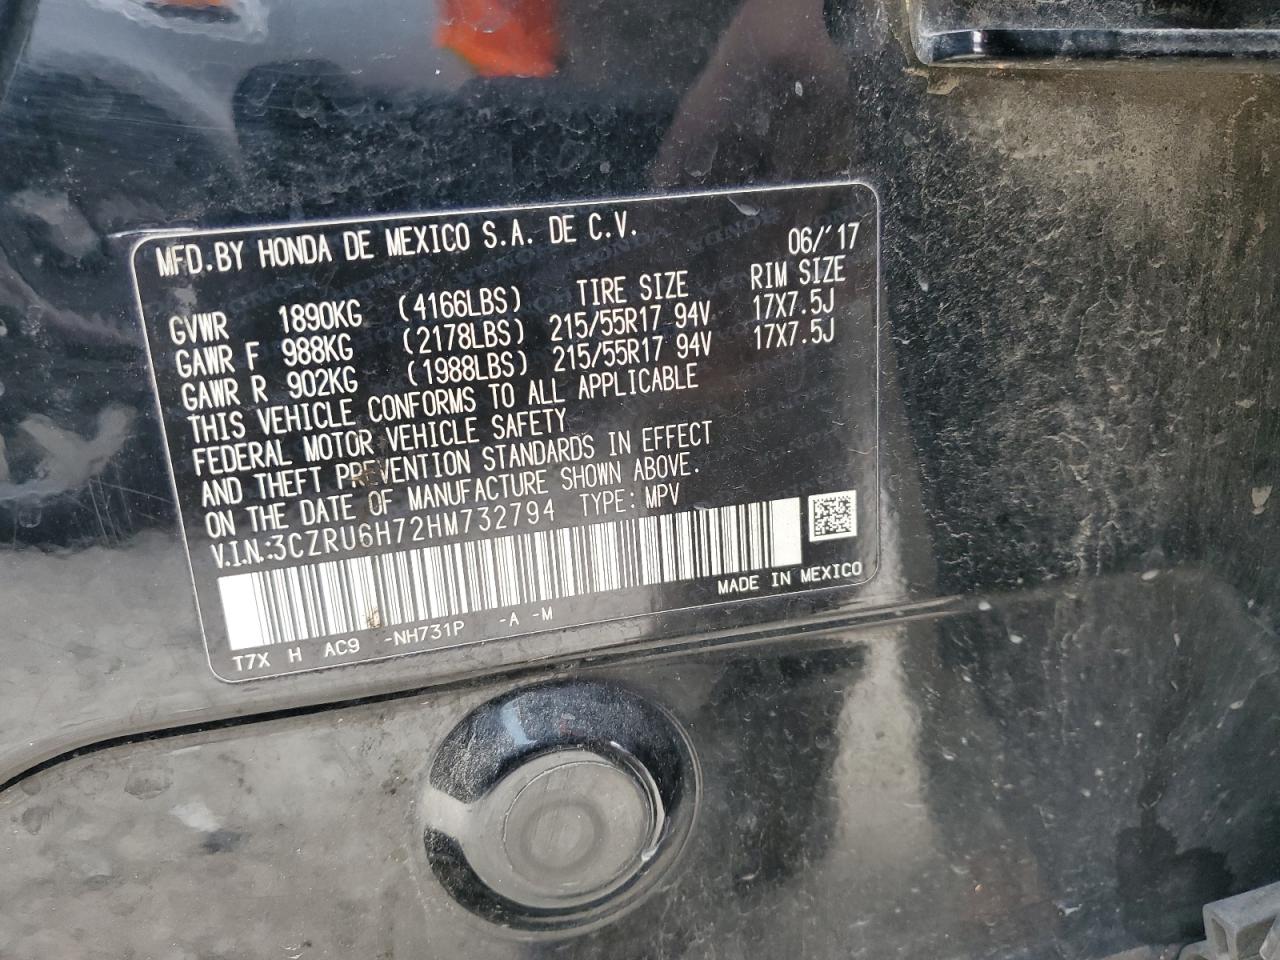 MFD.BY HONDA DE MEXICO S.A. DE C.V. 06/'17
TIRE SIZE RIM SIZE
GVWR 1890KG (4166LBS)
GAWR F 988KG (2178LBS) 215/55R17 94V 17X7.5J
GAWR R 902KG (1988LBS) 215/55R17 94V 17X7.5J
THIS VEHICLE CONFORMS TO ALL APPLICABLE
FEDERAL MOTOR VEHICLE SAFETY
AND THEFT PREVENTION STANDARDS IN EFFECT
ON THE DATE OF MANUFACTURE SHOWN ABOVE.
V.I.N.:3CZRU6H72HM732794 TYPE: MPV
MADE IN MEXICO
T7X H AC9 -NH731P -A -M